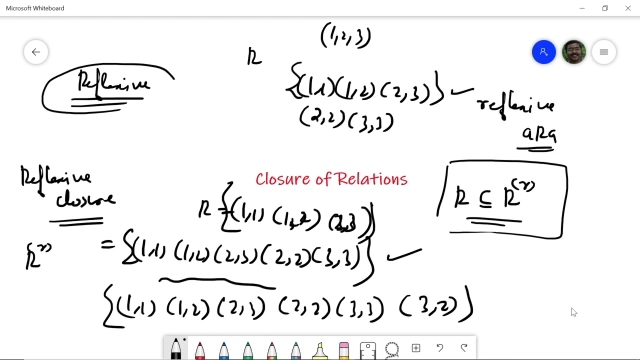 Microsoft Whiteboard
(1,2,3)
R
Reflexive
{(1,1) (1,2) (2,3)}
(2,2) (3,3)
reflexive
aRa
Reflexive
closure
Closure of Relations
R ⊆ R^(r)
R = {(1,1) (1,2) (2,3)}
R^(r) = {(1,1) (1,2) (2,3) (2,2) (3,3)}
{(1,1) (1,2) (2,3) (2,2) (3,3) (3,2)}